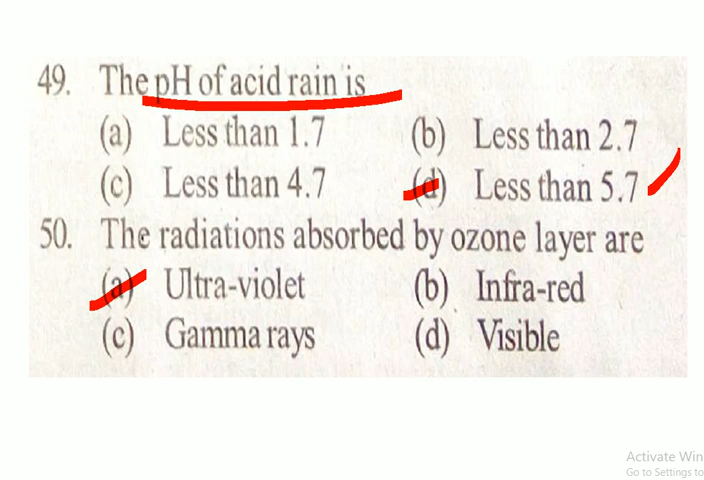 49. The pH of acid rain is
(a) Less than 1.7 (b) Less than 2.7
(c) Less than 4.7 (d) Less than 5.7
50. The radiations absorbed by ozone layer are
(a) Ultra-violet (b) Infra-red
(c) Gamma rays (d) Visible
Activate Win
Go to Settings to